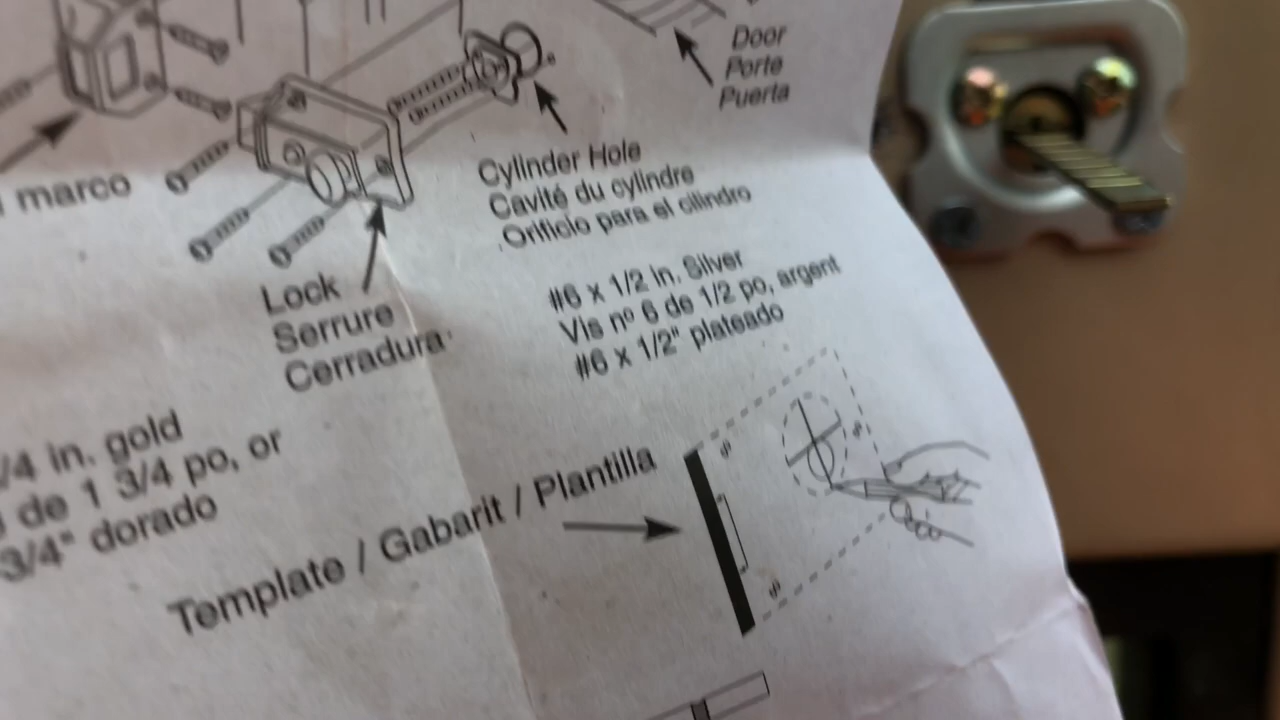 Door
Porte
Puerta
Cylinder Hole
Cavité du cylindre
Orificio para el cilindro
marco
Lock
Serrure
Cerradura
#6 x 1/2 in. Silver
Vis nº 6 de 1/2 po, argent
#6 x 1/2" plateado
/4 in. gold
de 1 3/4 po, or
3/4" dorado
Template / Gabarit / Plantilla